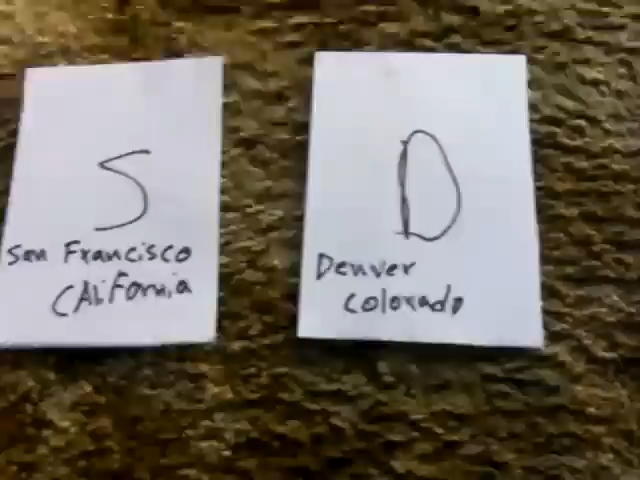 S
San Francisco
CAliFornia
D
Denver
Colorado